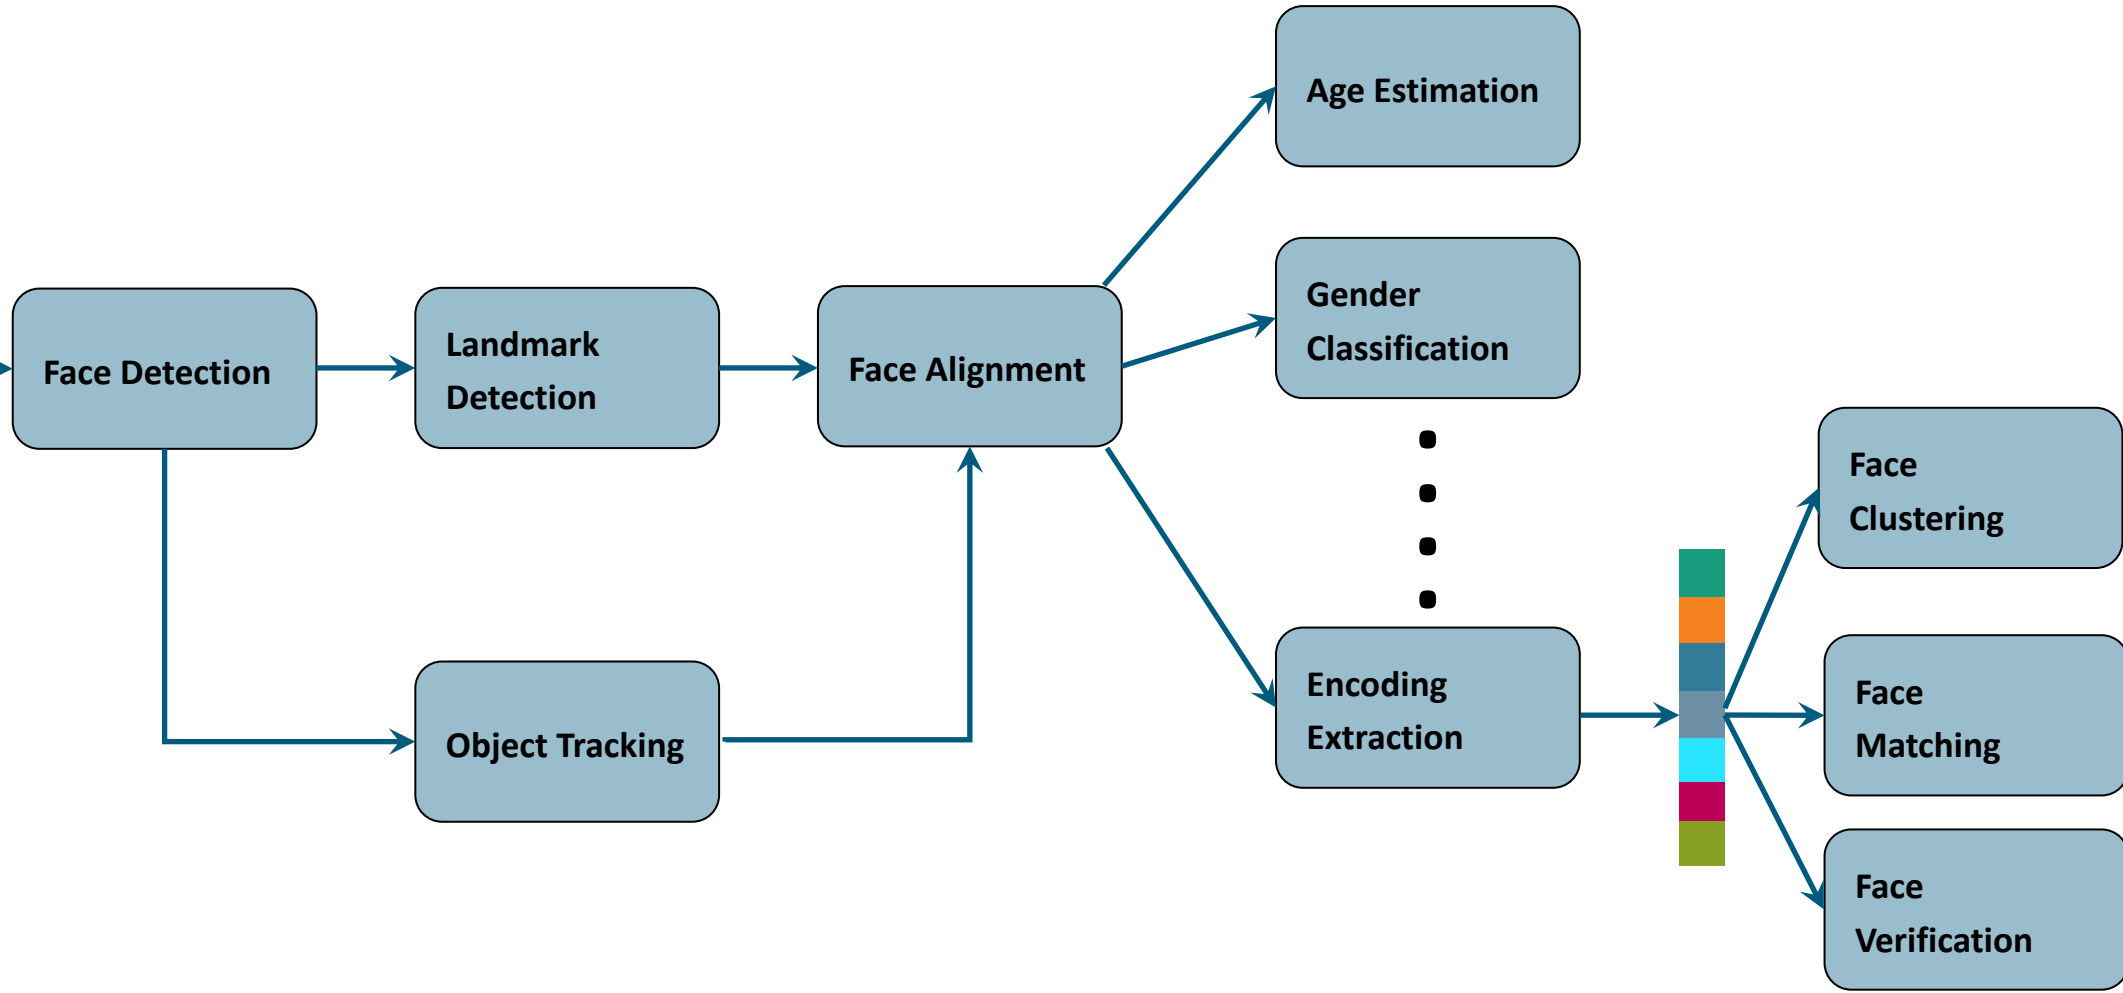 Face Detection
Landmark
Detection
Object Tracking
Face Alignment
Age Estimation
Gender
Classification
Encoding
Extraction
Face
Clustering
Face
Matching
Face
Verification